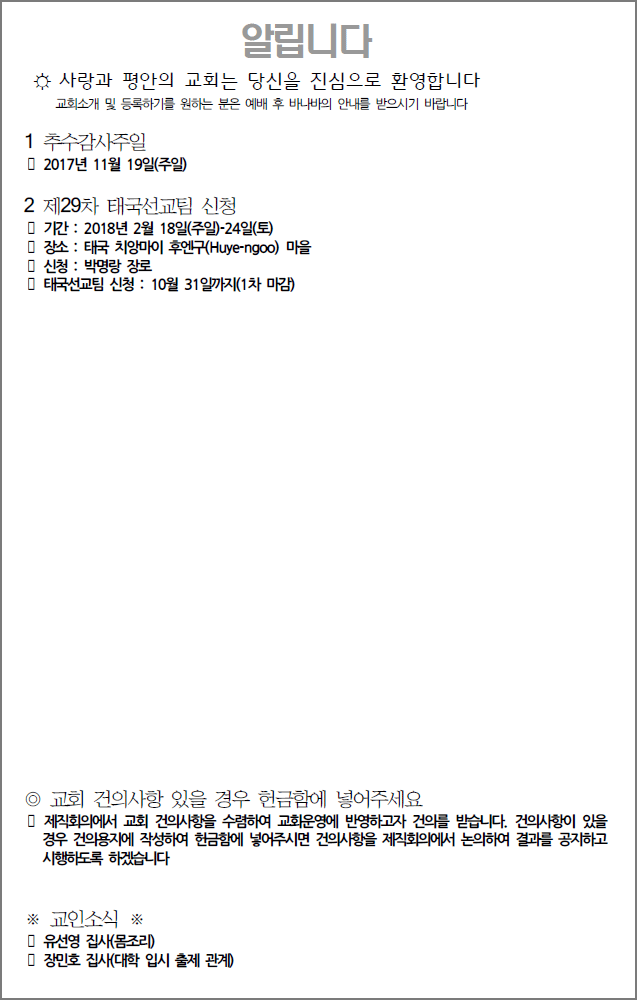 알립니다
☼ 사랑과 평안의 교회는 당신을 진심으로 환영합니다
교회소개 및 등록하기를 원하는 분은 예배 후 바나바의 안내를 받으시기 바랍니다
1 추수감사주일
▯ 2017년 11월 19일(주일)
2 제29차 태국선교팀 신청
▯ 기간 : 2018년 2월 18일(주일)-24일(토)
▯ 장소 : 태국 치앙마이 후엔구(Huye-ngoo) 마을
▯ 신청 : 박명랑 장로
▯ 태국선교팀 신청 : 10월 31일까지(1차 마감)
◎ 교회 건의사항 있을 경우 헌금함에 넣어주세요
▯ 제직회의에서 교회 건의사항을 수렴하여 교회운영에 반영하고자 건의를 받습니다. 건의사항이 있을
경우 건의용지에 작성하여 헌금함에 넣어주시면 건의사항을 제직회의에서 논의하여 결과를 공지하고
시행하도록 하겠습니다
※ 교인소식 ※
▯ 유선영 집사(몸조리)
▯ 장민호 집사(대학 입시 출제 관계)